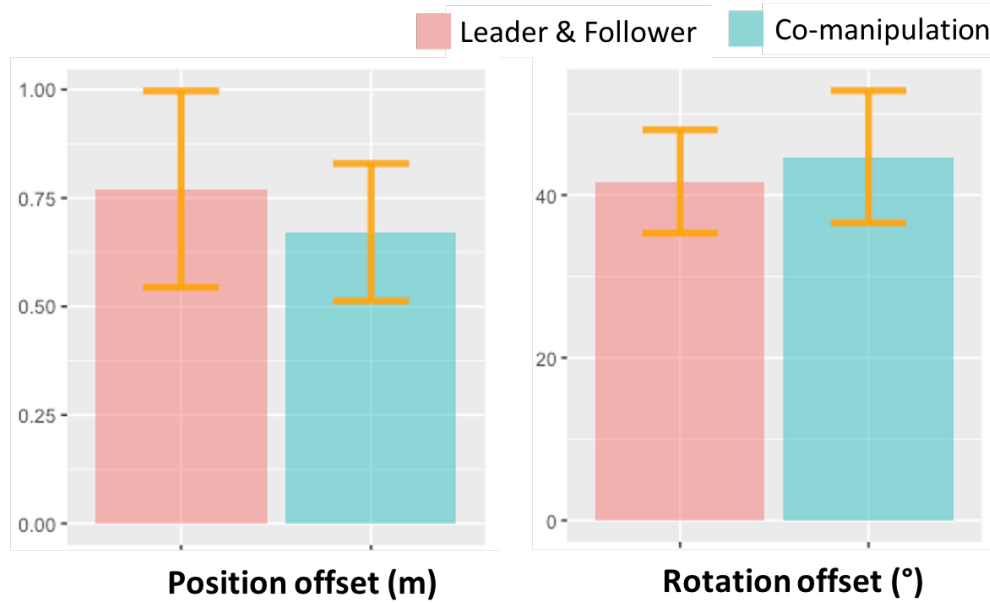 Leader & Follower
Co-manipulation
1.00
0.75
0.50
0.25
0.00
Position offset (m)
40
20
0
Rotation offset (°)